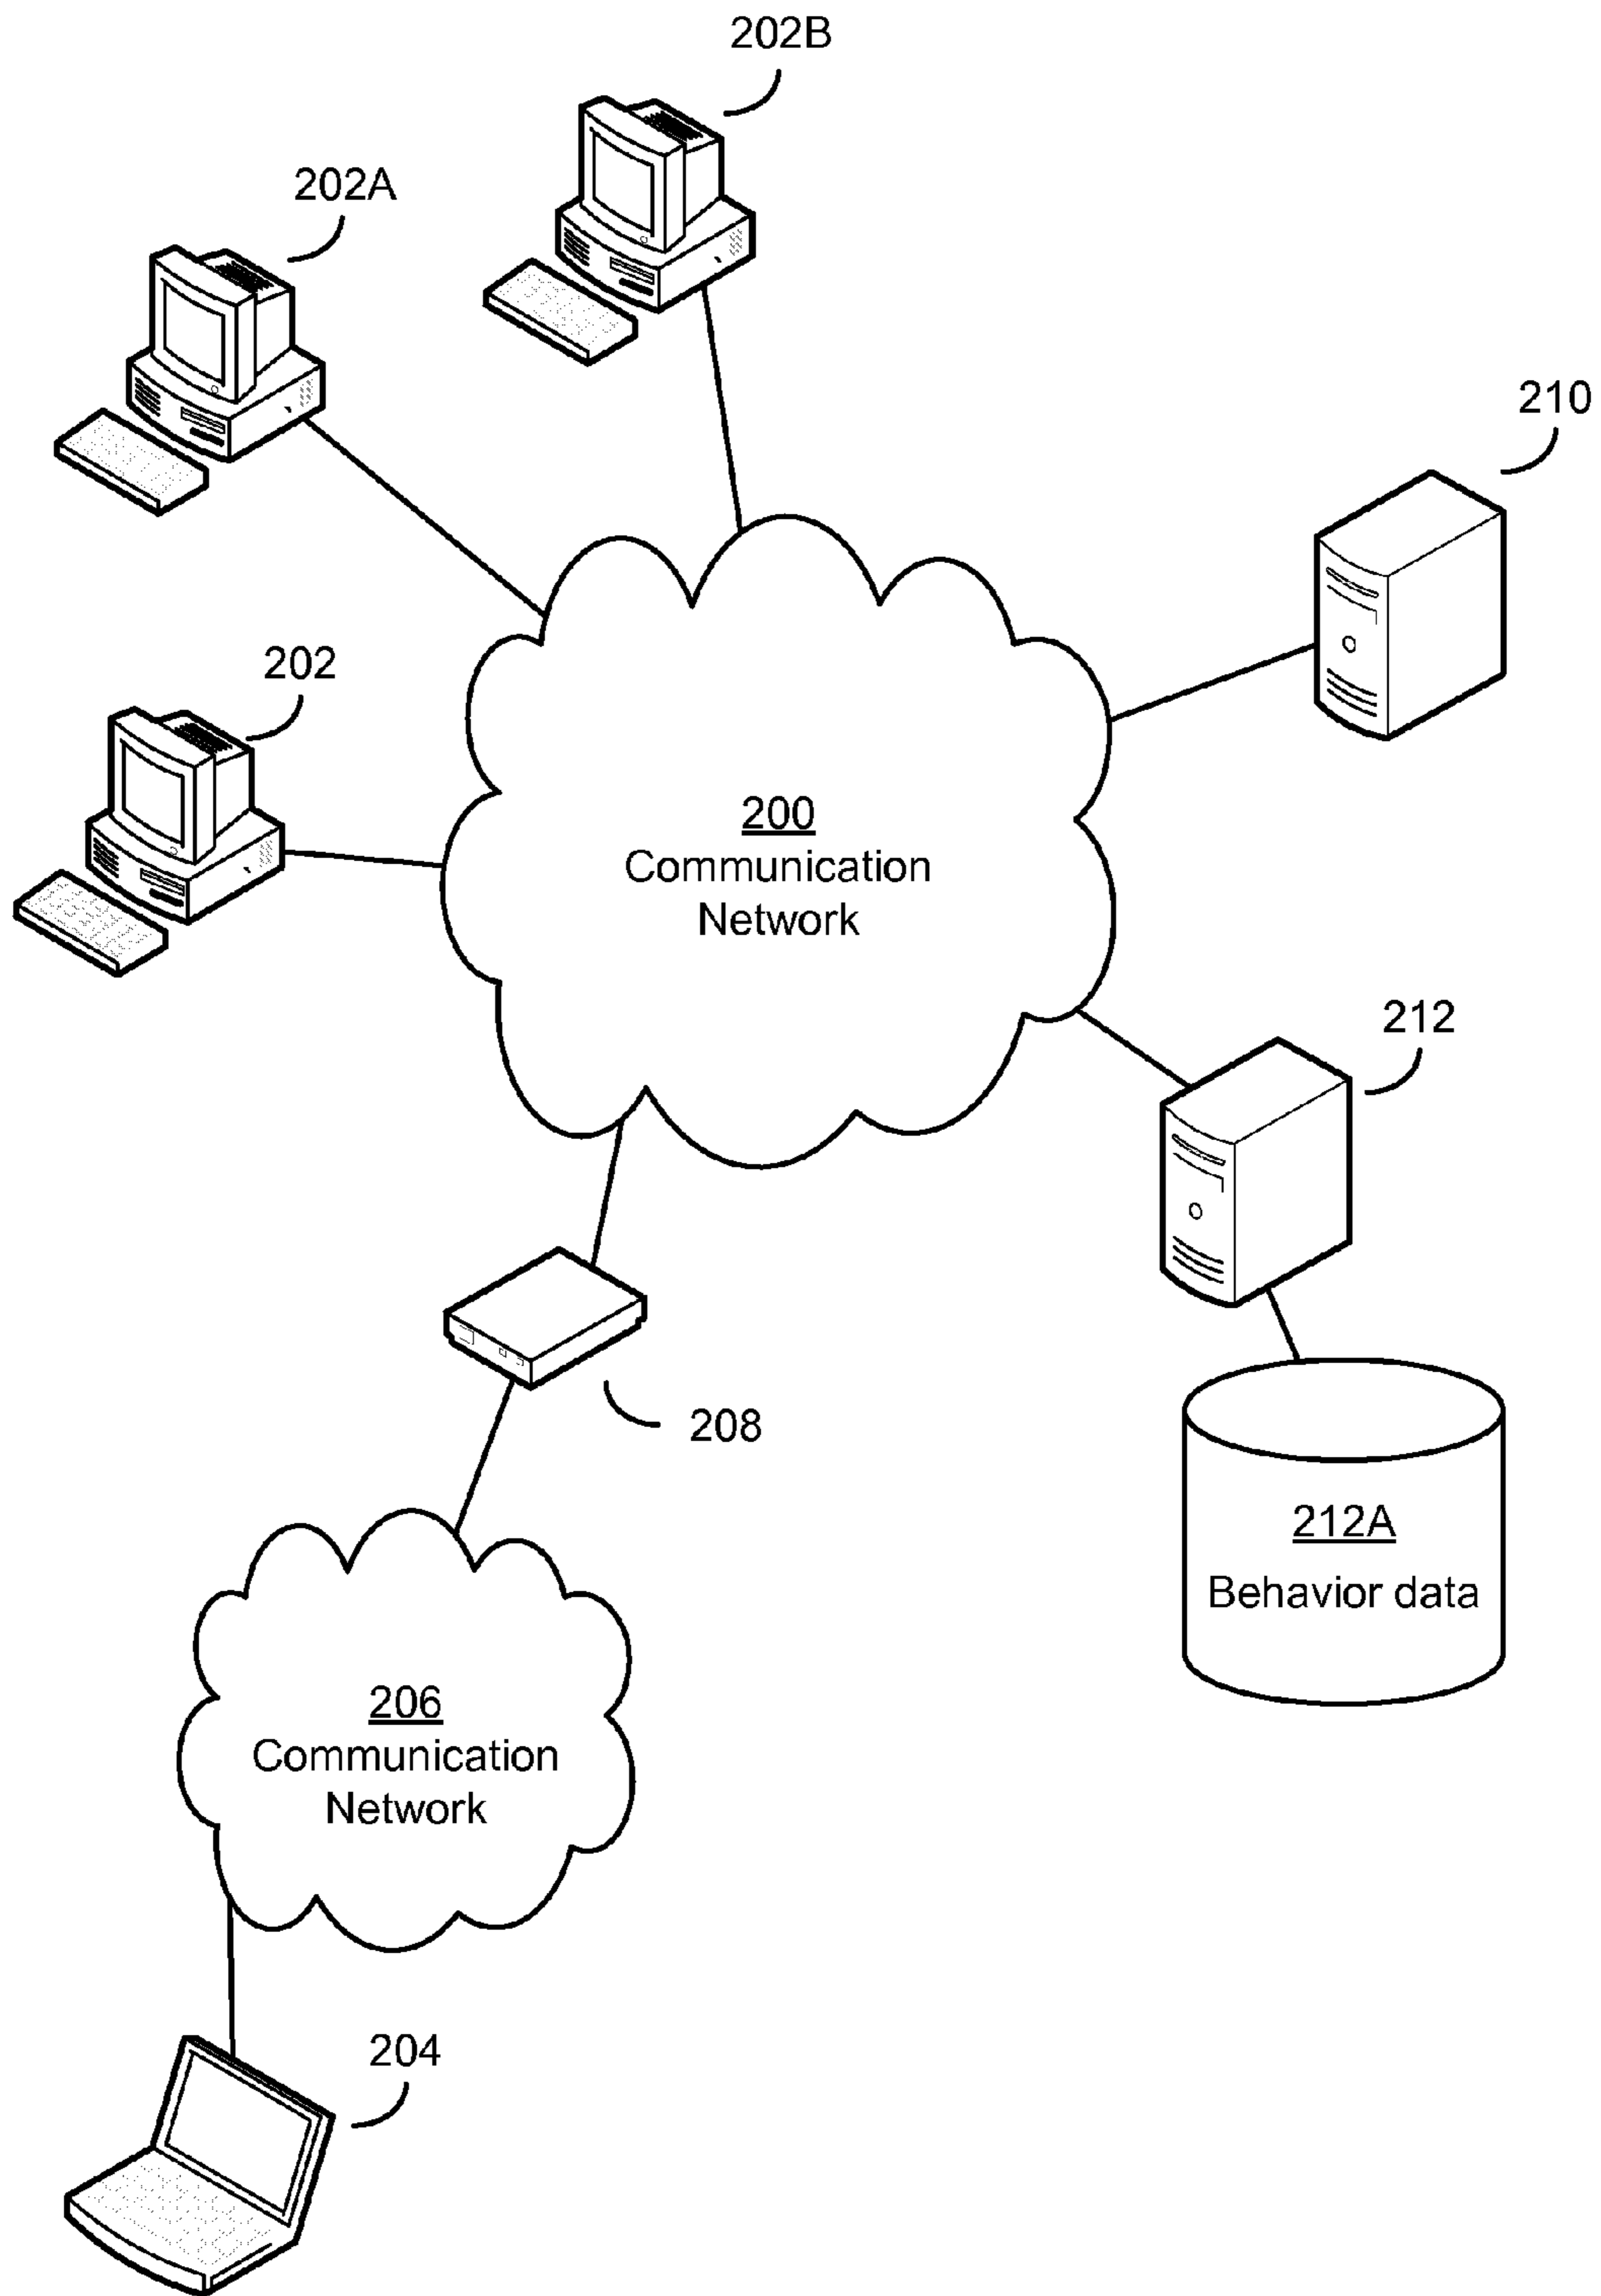 202B
202A
210
202
200
Communication
Network
212
208
212A
Behavior data
206
Communication
Network
204